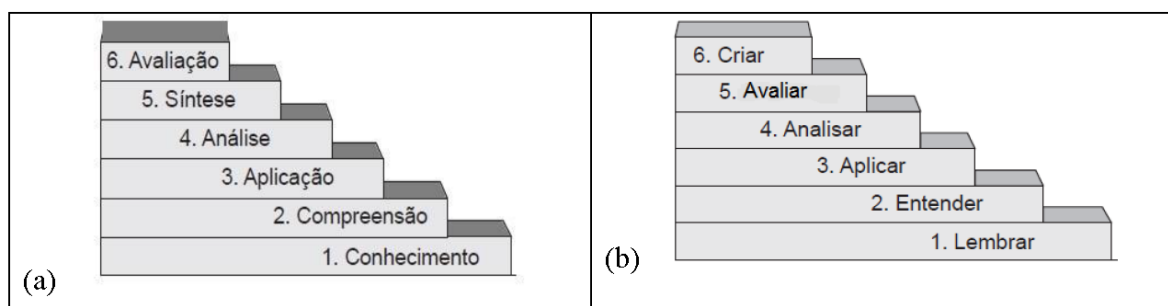 6. Avaliação
5. Síntese
4. Análise
3. Aplicação
2. Compreensão
1. Conhecimento
(a)
6. Criar
5. Avaliar
4. Analisar
3. Aplicar
2. Entender
1. Lembrar
(b)